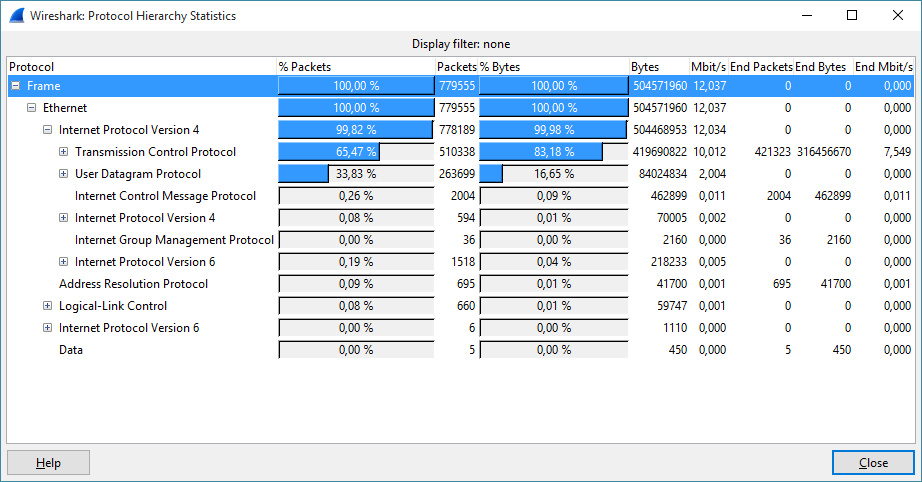 Wireshark: Protocol Hierarchy Statistics
Display filter: none
Protocol % Packets Packets % Bytes Bytes Mbit/s End Packets End Bytes End Mbit/s
Frame 100,00 % 779555 100,00 % 504571960 12,037 0 0 0,000
Ethernet 100,00 % 779555 100,00 % 504571960 12,037 0 0 0,000
Internet Protocol Version 4 99,82 % 778189 99,98 % 504468953 12,034 0 0 0,000
Transmission Control Protocol 65,47 % 510338 83,18 % 419690822 10,012 421323 316456670 7,549
User Datagram Protocol 33,83 % 263699 16,65 % 84024834 2,004 0 0 0,000
Internet Control Message Protocol 0,26 % 2004 0,09 % 462899 0,011 2004 462899 0,011
Internet Protocol Version 4 0,08 % 594 0,01 % 70005 0,002 0 0 0,000
Internet Group Management Protocol 0,00 % 36 0,00 % 2160 0,000 36 2160 0,000
Internet Protocol Version 6 0,19 % 1518 0,04 % 218233 0,005 0 0 0,000
Address Resolution Protocol 0,09 % 695 0,01 % 41700 0,001 695 41700 0,001
Logical-Link Control 0,08 % 660 0,01 % 59747 0,001 0 0 0,000
Internet Protocol Version 6 0,00 % 6 0,00 % 1110 0,000 0 0 0,000
Data 0,00 % 5 0,00 % 450 0,000 5 450 0,000
Help Close